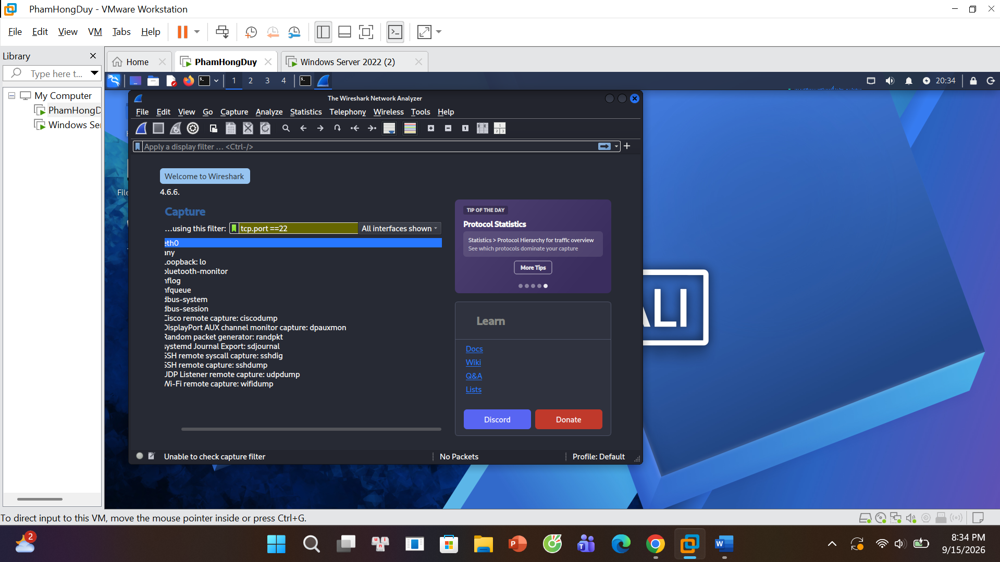 PhamHongDuy - VMware Workstation
File Edit View VM Tabs Help
Library
Type here t...
My Computer
PhamHongD
Windows Ser
Home
PhamHongDuy
Windows Server 2022 (2)
1 2 3 4
20:34
The Wireshark Network Analyzer
File Edit View Go Capture Analyze Statistics Telephony Wireless Tools Help
Apply a display filter … <Ctrl-/>
File
Welcome to Wireshark
4.6.6.
Capture
…using this filter: tcp.port ==22 All interfaces shown
eth0
any
Loopback: lo
bluetooth-monitor
nflog
nfqueue
dbus-system
dbus-session
Cisco remote capture: ciscodump
DisplayPort AUX channel monitor capture: dpauxmon
Random packet generator: randpkt
systemd Journal Export: sdjournal
SSH remote syscall capture: sshdig
SSH remote capture: sshdump
UDP Listener remote capture: udpdump
Wi-Fi remote capture: wifidump
TIP OF THE DAY
Protocol Statistics
Statistics > Protocol Hierarchy for traffic overview
See which protocols dominate your capture
More Tips
Learn
Docs
Wiki
Q&A
Lists
Discord Donate
ALI
Unable to check capture filter No Packets Profile: Default
To direct input to this VM, move the mouse pointer inside or press Ctrl+G.
2
8:34 PM
9/15/2026